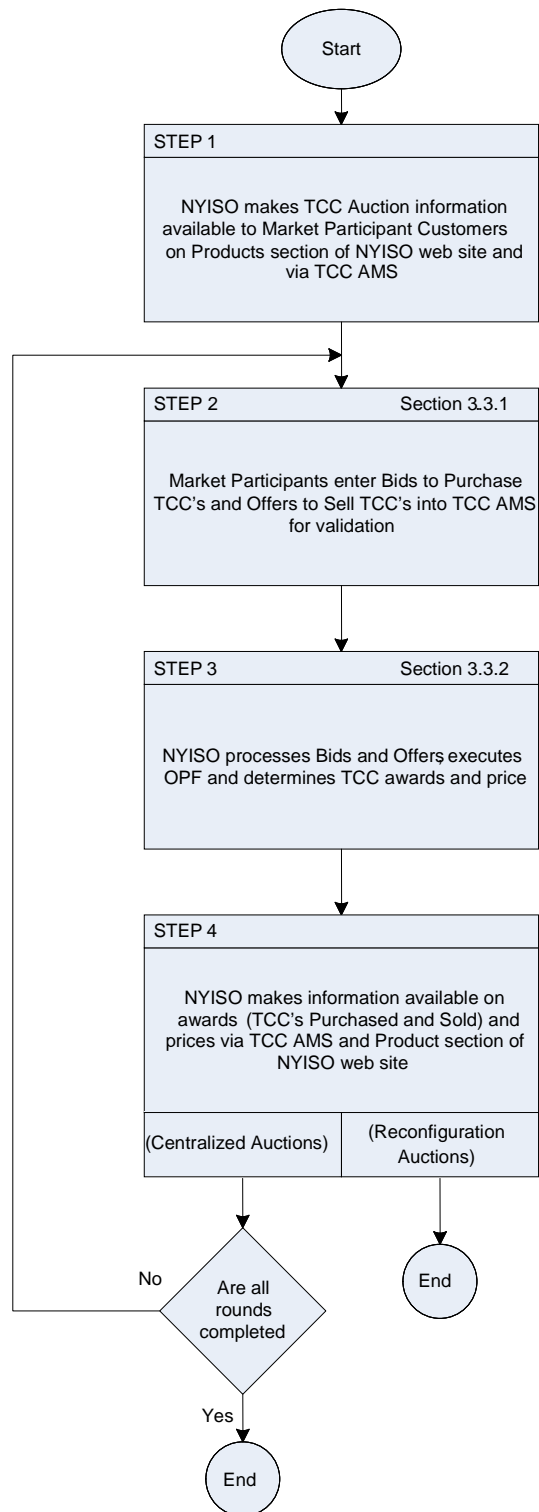 Start
STEP 1
NYISO makes TCC Auction information
available to Market Participant Customers
on Products section of NYISO web site and
via TCC AMS
STEP 2 Section 3.3.1
Market Participants enter Bids to Purchase
TCC's and Offers to Sell TCC's into TCC AMS
for validation
STEP 3 Section 3.3.2
NYISO processes Bids and Offers, executes
OPF and determines TCC awards and price
STEP 4
NYISO makes information available on
awards (TCC's Purchased and Sold) and
prices via TCC AMS and Product section of
NYISO web site
(Centralized Auctions)
(Reconfiguration
Auctions)
No
Are all
rounds
completed
End
Yes
End